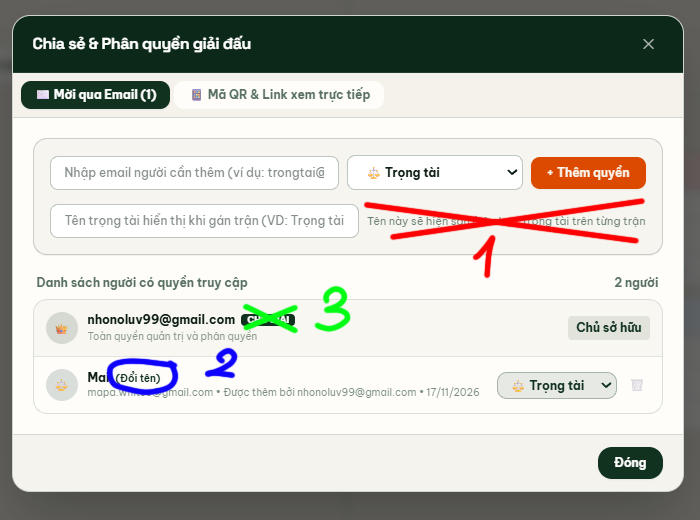 Chia sẻ & Phân quyền giải đấu
Mời qua Email (1)
Mã QR & Link xem trực tiếp
Nhập email người cần thêm (ví dụ: trongtai@
Trọng tài
+ Thêm quyền
Tên trọng tài hiển thị khi gán trận (VD: Trọng tài
Tên này sẽ hiện trọng tài trên từng trận
1
Danh sách người có quyền truy cập
2 người
nhonoluv99@gmail.com
3
Toàn quyền quản trị và phân quyền
Chủ sở hữu
(Đổi tên)
2
@gmail.com • Được thêm bởi nhonoluv99@gmail.com • 17/11/2026
Trọng tài
Đóng